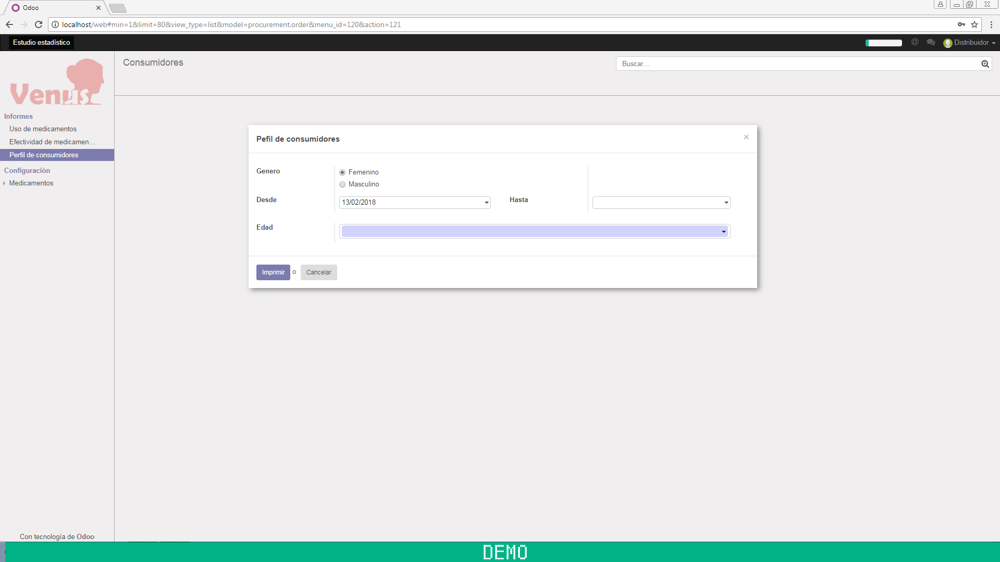 Odoo
localhost/web#min=1&limit=80&view_type=list&model=procurement.order&menu_id=120&action=121
Estudio estadístico
Distribuidor
Venus
Consumidores
Buscar...
Informes
Uso de medicamentos
Efectividad de medicamen...
Perfil de consumidores
Configuración
Medicamentos
Pefil de consumidores
Genero
Femenino
Masculino
Desde
13/02/2018
Hasta
Edad
Imprimir o Cancelar
Con tecnología de Odoo
DEMO